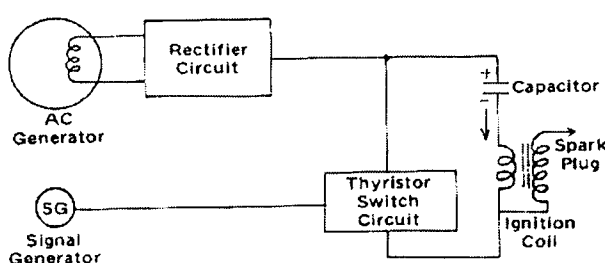 Rectifier
Circuit
AC
Generator
+
−
Capacitor
Spark
Plug
Thyristor
Switch
Circuit
SG
Signal
Generator
Ignition
Coil